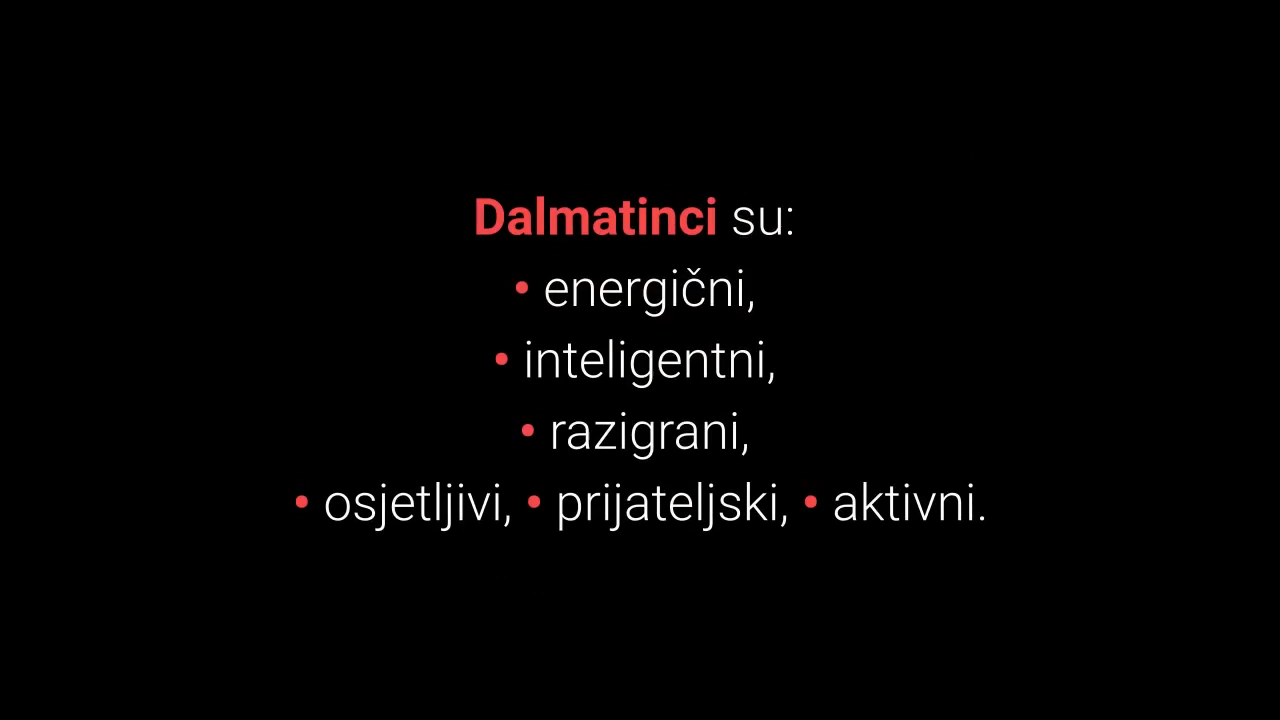 Dalmatinci su:
• energični,
• inteligentni,
• razigrani,
• osjetljivi, • prijateljski, • aktivni.